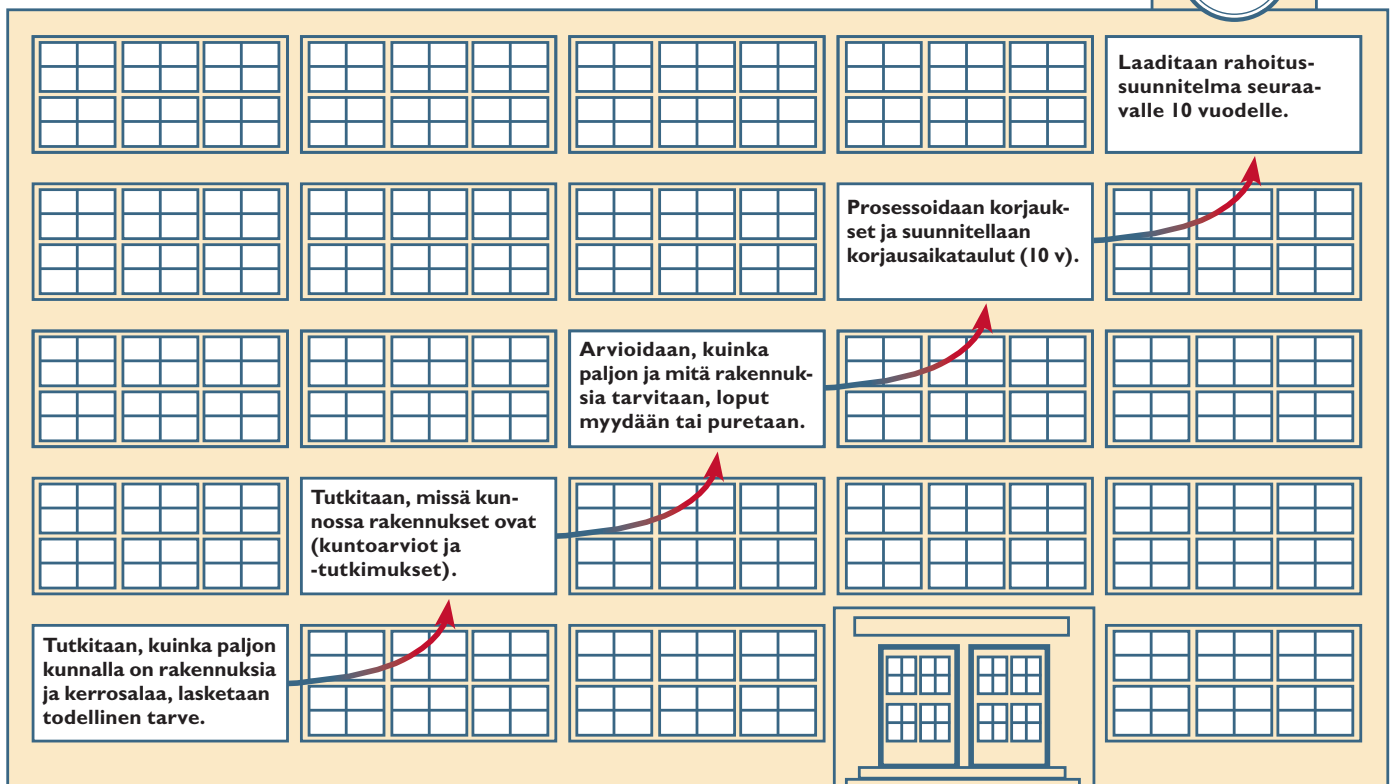 Laaditaan rahoitus-
suunnitelma seuraa-
valle 10 vuodelle.
Prosessoidaan korjauk-
set ja suunnitellaan
korjausaikataulut (10 v).
Arvioidaan, kuinka
paljon ja mitä rakennuk-
sia tarvitaan, loput
myydään tai puretaan.
Tutkitaan, missä kun-
nossa rakennukset ovat
(kuntoarviot ja
-tutkimukset).
Tutkitaan, kuinka paljon
kunnalla on rakennuksia
ja kerrosalaa, lasketaan
todellinen tarve.